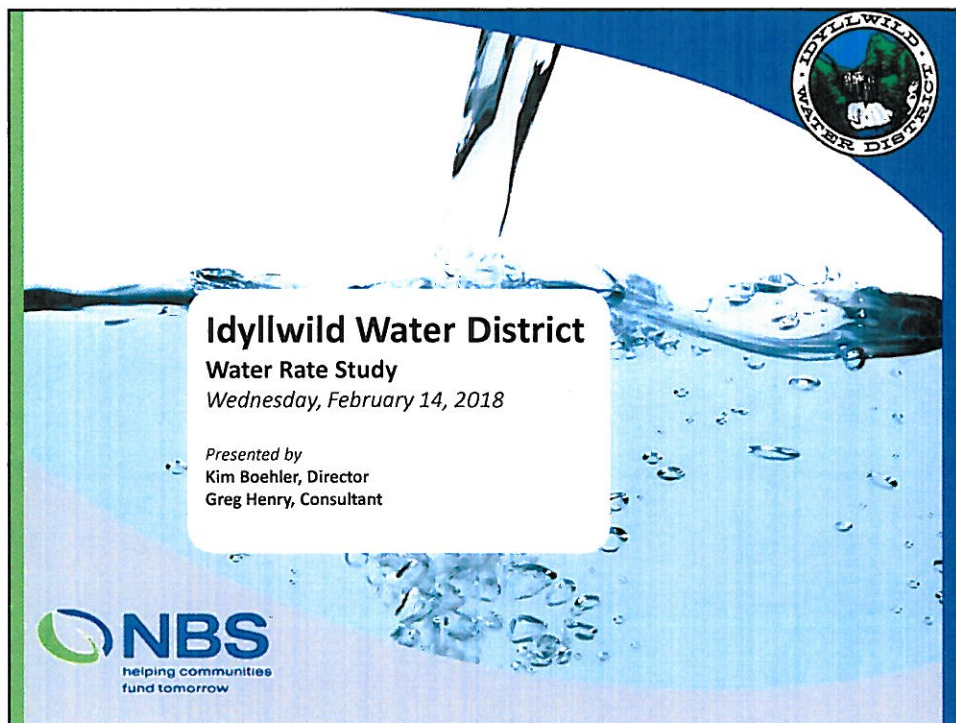 IDYLLWILD
WATER DISTRICT
Idyllwild Water District
Water Rate Study
Wednesday, February 14, 2018
Presented by
Kim Boehler, Director
Greg Henry, Consultant
NBS
helping communities
fund tomorrow